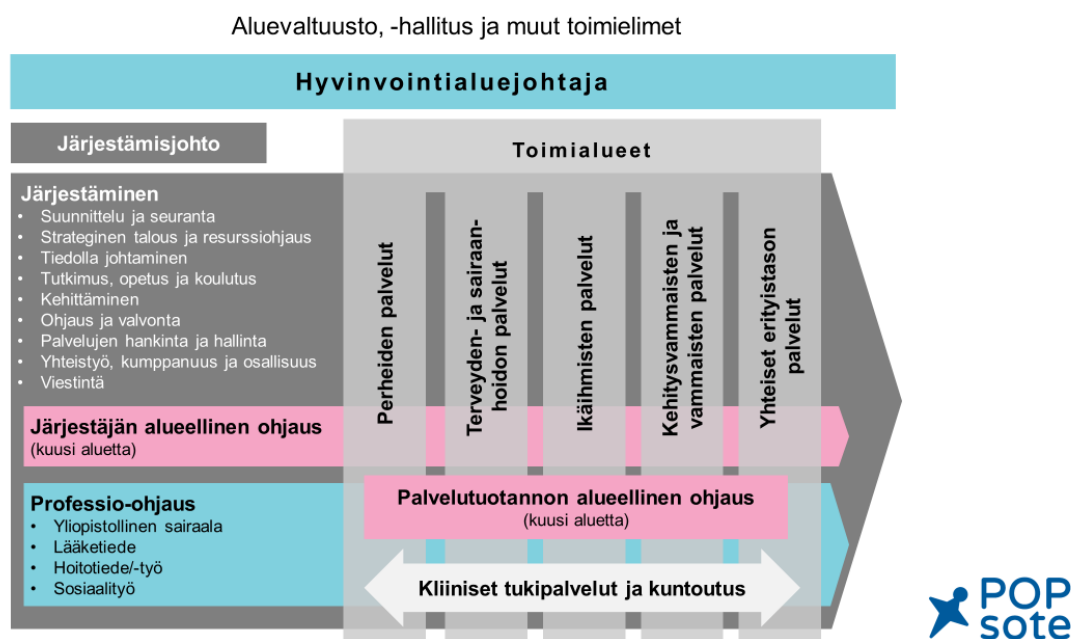 Aluevaltuusto, -hallitus ja muut toimielimet
Hyvinvointialuejohtaja
Järjestämisjohto
Toimialueet
Järjestäminen
• Suunnittelu ja seuranta
• Strateginen talous ja resurssiohjaus
• Tiedolla johtaminen
• Tutkimus, opetus ja koulutus
• Kehittäminen
• Ohjaus ja valvonta
• Palvelujen hankinta ja hallinta
• Yhteistyö, kumppanuus ja osallisuus
• Viestintä
Perheiden palvelut
Terveyden- ja sairaan-
hoidon palvelut
Ikäihmisten palvelut
Kehitysvammaisten ja
vammaisten palvelut
Yhteiset erityistason
palvelut
Järjestäjän alueellinen ohjaus
(kuusi aluetta)
Professio-ohjaus
• Yliopistollinen sairaala
• Lääketiede
• Hoitotiede/-työ
• Sosiaalityö
Palvelutuotannon alueellinen ohjaus
(kuusi aluetta)
Kliiniset tukipalvelut ja kuntoutus
POP
sote